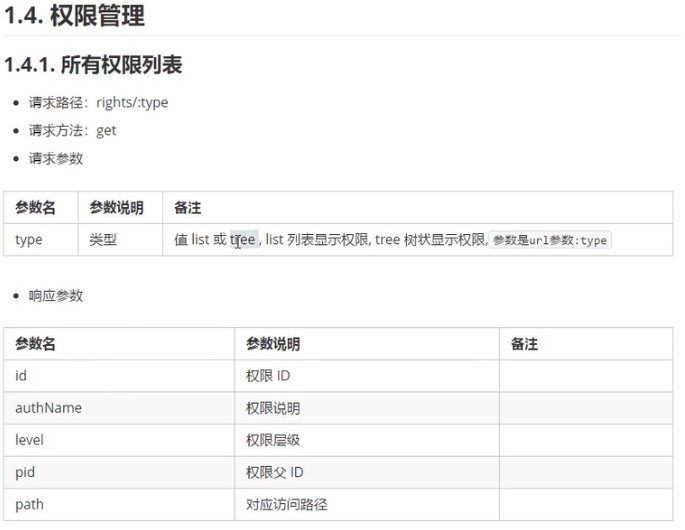 1.4. 权限管理
1.4.1. 所有权限列表
请求路径：rights/:type
请求方法：get
请求参数
参数名 参数说明 备注
type 类型 值 list 或 tree , list 列表显示权限, tree 树状显示权限, 参数是url参数:type
响应参数
参数名 参数说明 备注
id 权限 ID
authName 权限说明
level 权限层级
pid 权限父 ID
path 对应访问路径